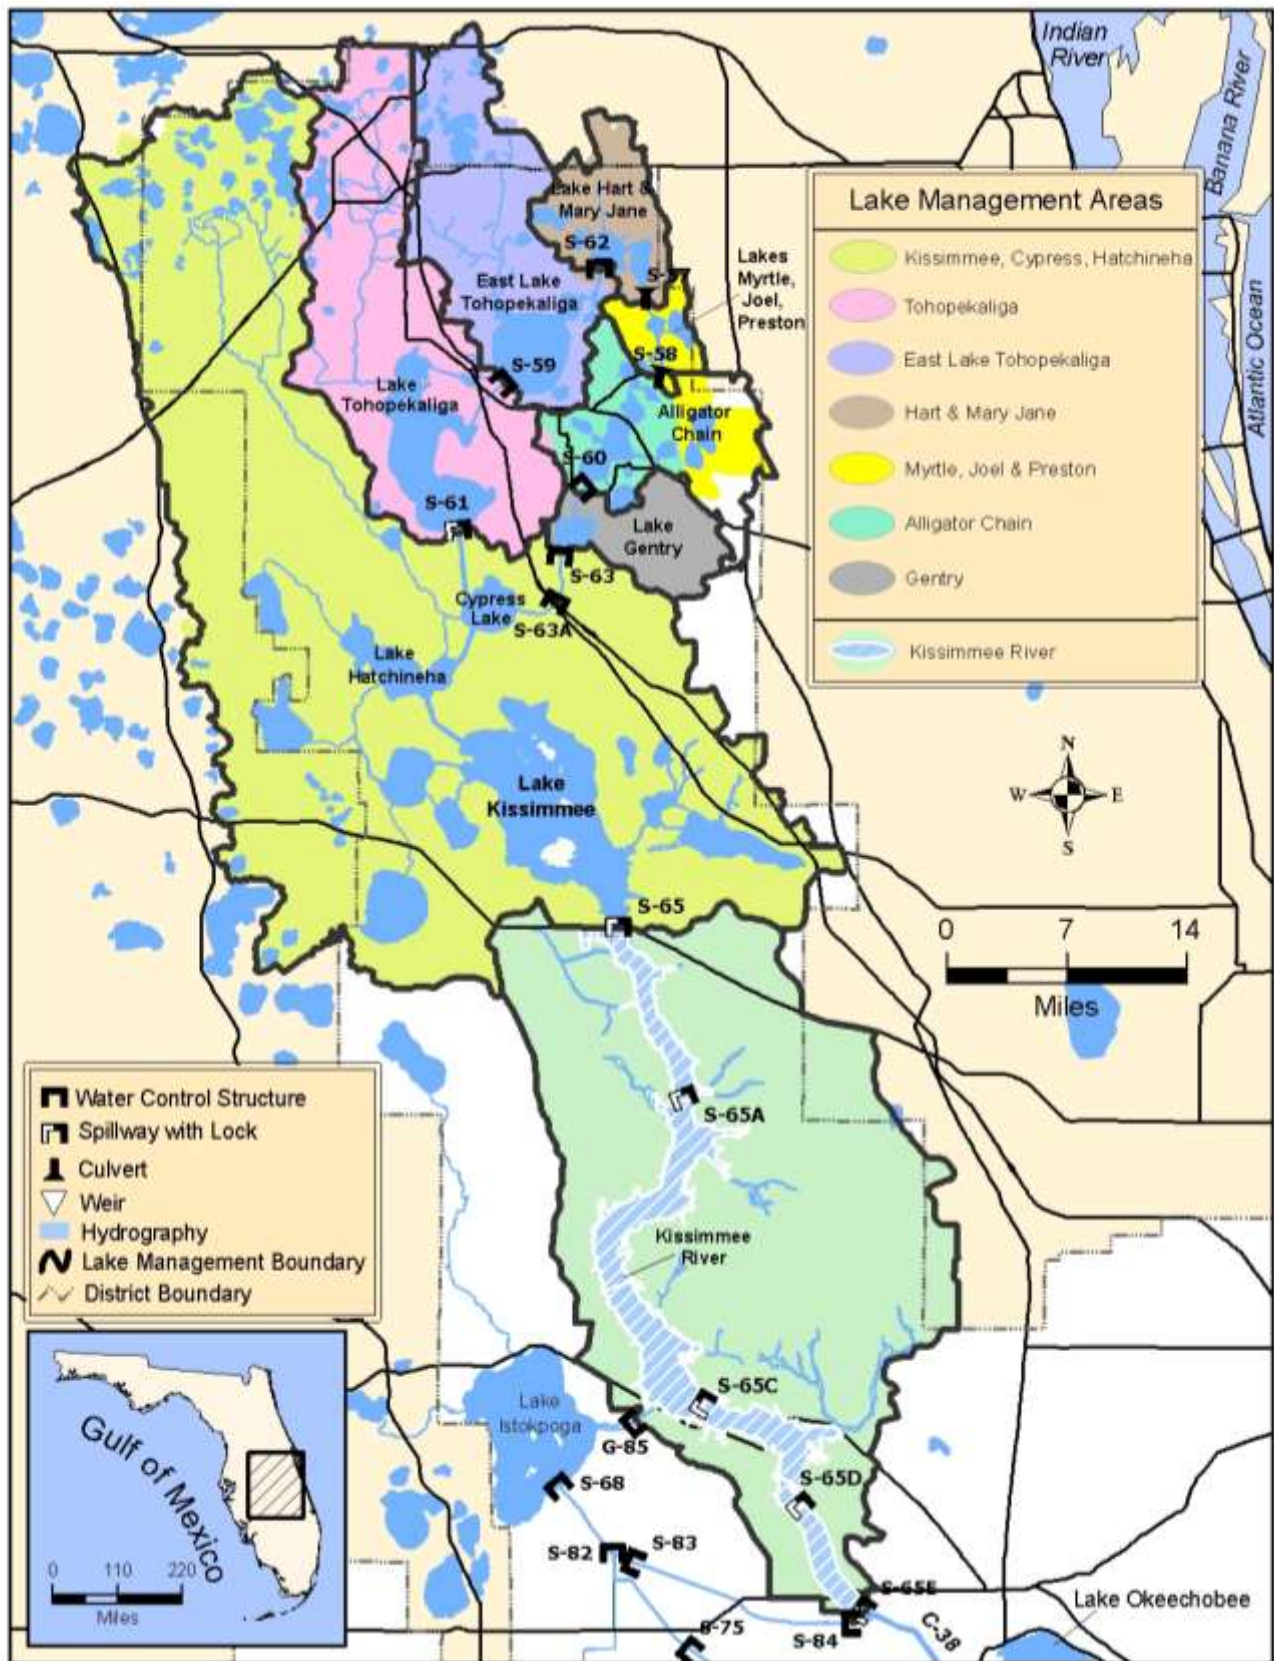 Indian
River
Banana River
Atlantic Ocean
Lake Management Areas
Kissimmee, Cypress, Hatchineha
Tohopekaliga
East Lake Tohopekaliga
Hart & Mary Jane
Myrtle, Joel & Preston
Alligator Chain
Gentry
Kissimmee River
Lake Hart &
Mary Jane
S-62
S-57
Lakes
Myrtle,
Joel,
Preston
East Lake
Tohopekaliga
S-58
S-59
Lake
Tohopekaliga
Alligator
Chain
S-60
S-61
Lake
Gentry
S-63
Cypress
Lake
S-63A
Lake
Hatchineha
Lake
Kissimmee
N
W
E
S
S-65
0 7 14
Miles
S-65A
Water Control Structure
Spillway with Lock
Culvert
Weir
Hydrography
Lake Management Boundary
District Boundary
Kissimmee
River
Gulf of Mexico
0 110 220
Miles
S-65C
Lake
Istokpoga
G-85
S-68
S-65D
S-82
S-83
S-65E
S-75
S-84
C-38
Lake Okeechobee